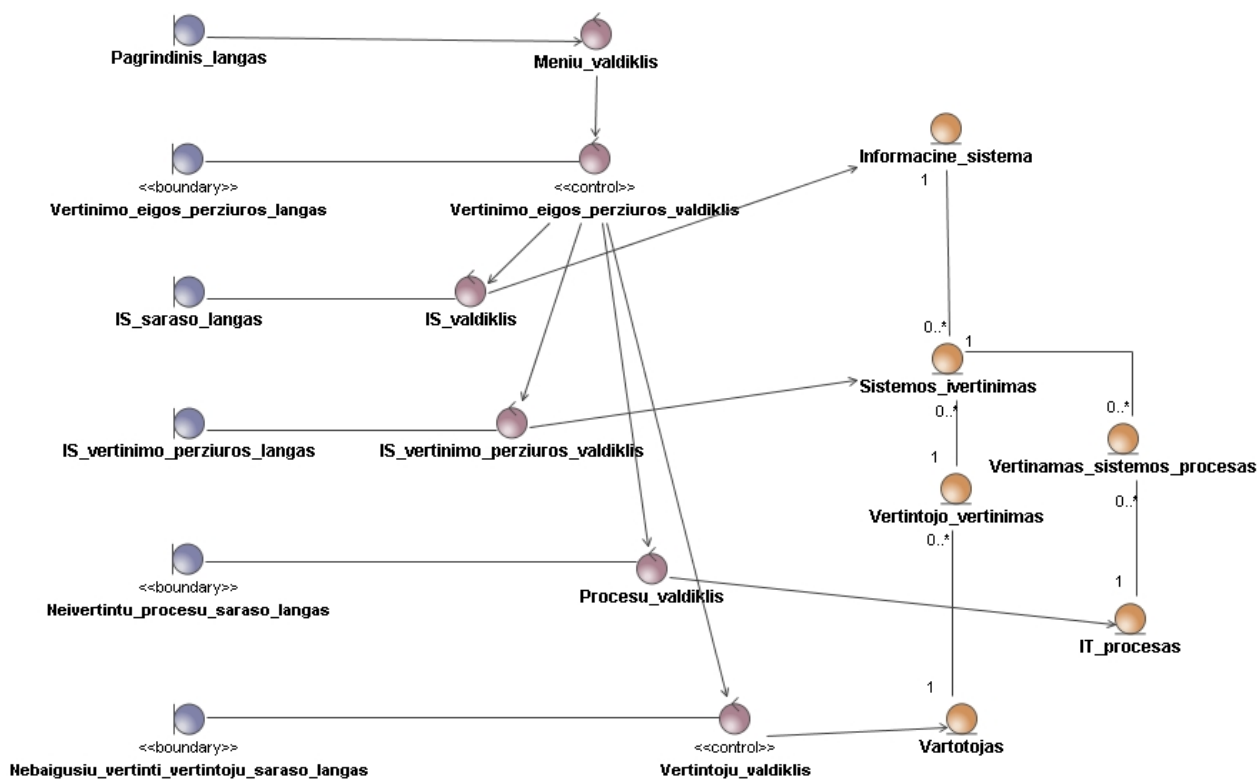 Pagrindinis_langas
Meniu_valdiklis
Informacine_sistema
1
<<boundary>>
Vertinimo_eigos_perziuros_langas
<<control>>
Vertinimo_eigos_perziuros_valdiklis
IS_saraso_langas
IS_valdiklis
0..*
1
Sistemos_ivertinimas
0..*
0..*
IS_vertinimo_perziuros_langas
IS_vertinimo_perziuros_valdiklis
1
Vertinamas_sistemos_procesas
0..*
Vertintojo_vertinimas
0..*
<<boundary>>
Neivertintu_procesu_saraso_langas
Procesu_valdiklis
1
IT_procesas
1
<<boundary>>
Nebaigusiu_vertinti_vertintoju_saraso_langas
<<control>>
Vertintoju_valdiklis
Vartotojas